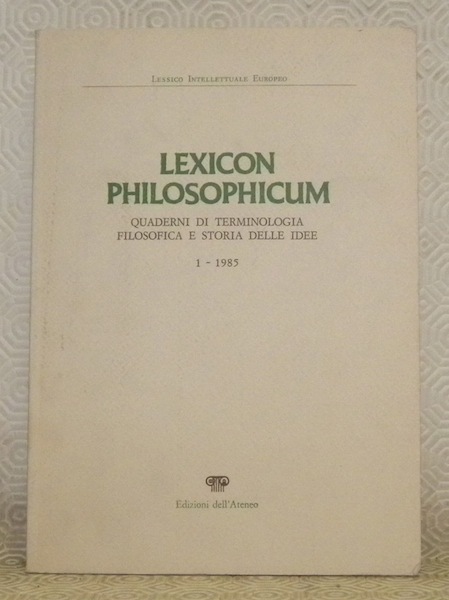 Lessico Intellettuale Europeo
LEXICON
PHILOSOPHICUM
QUADERNI DI TERMINOLOGIA
FILOSOFICA E STORIA DELLE IDEE
1 - 1985
Edizioni dell'Ateneo